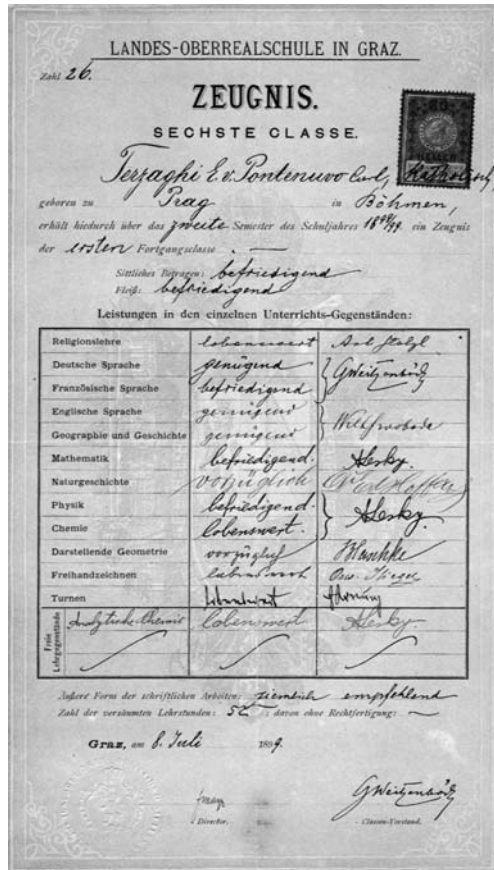 LANDES-OBERREALSCHULE IN GRAZ.
Zahl 26.
ZEUGNIS.
SECHSTE CLASSE.
Terzaghi E. v. Pontenuovo Carl, Katholisch
geboren zu Prag in Böhmen,
erhält hiedurch über das zweite Semester des Schuljahres 1898/99. ein Zeugnis
der ersten Fortgangsclasse.
Sittliches Betragen: befriedigend
Fleiß: befriedigend
Leistungen in den einzelnen Unterrichts-Gegenständen:
Religionslehre lobenswert
Deutsche Sprache genügend GWeitzenböck
Französische Sprache befriedigend
Englische Sprache genügend
Geographie und Geschichte genügend
Mathematik befriedigend.
Naturgeschichte vorzüglich
Physik befriedigend.
Chemie lobenswert.
Darstellende Geometrie vorzüglich Blaschke
Freihandzeichnen lobenswert
Turnen lobenswert
Freie Lehrgegenstände Analytische Chemie lobenswert
Äußere Form der schriftlichen Arbeiten: ziemlich empfehlend
Zahl der versäumten Lehrstunden: ; davon ohne Rechtfertigung: —
Graz, am 8. Juli 1899.
GWeitzenböck
Director. Classen-Vorstand.